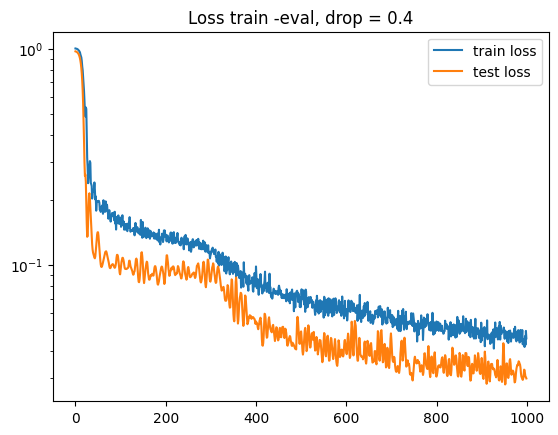 Loss train -eval, drop = 0.4
train loss
test loss
10⁰
10⁻¹
0 200 400 600 800 1000